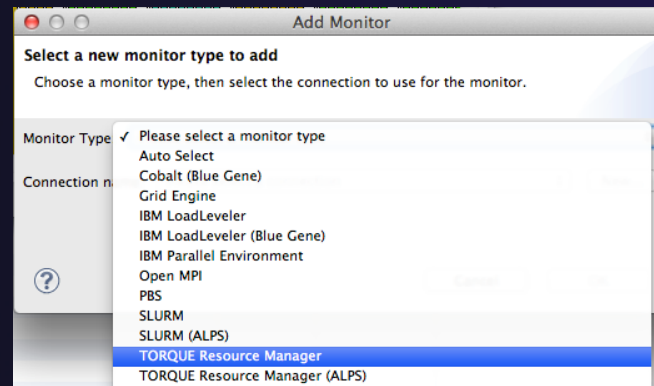 Add Monitor
Select a new monitor type to add
Choose a monitor type, then select the connection to use for the monitor.
Monitor Type ✓ Please select a monitor type
Auto Select
Cobalt (Blue Gene)
Connection n
Grid Engine
IBM LoadLeveler
IBM LoadLeveler (Blue Gene)
IBM Parallel Environment
Open MPI
?
PBS
SLURM
SLURM (ALPS)
TORQUE Resource Manager
TORQUE Resource Manager (ALPS)